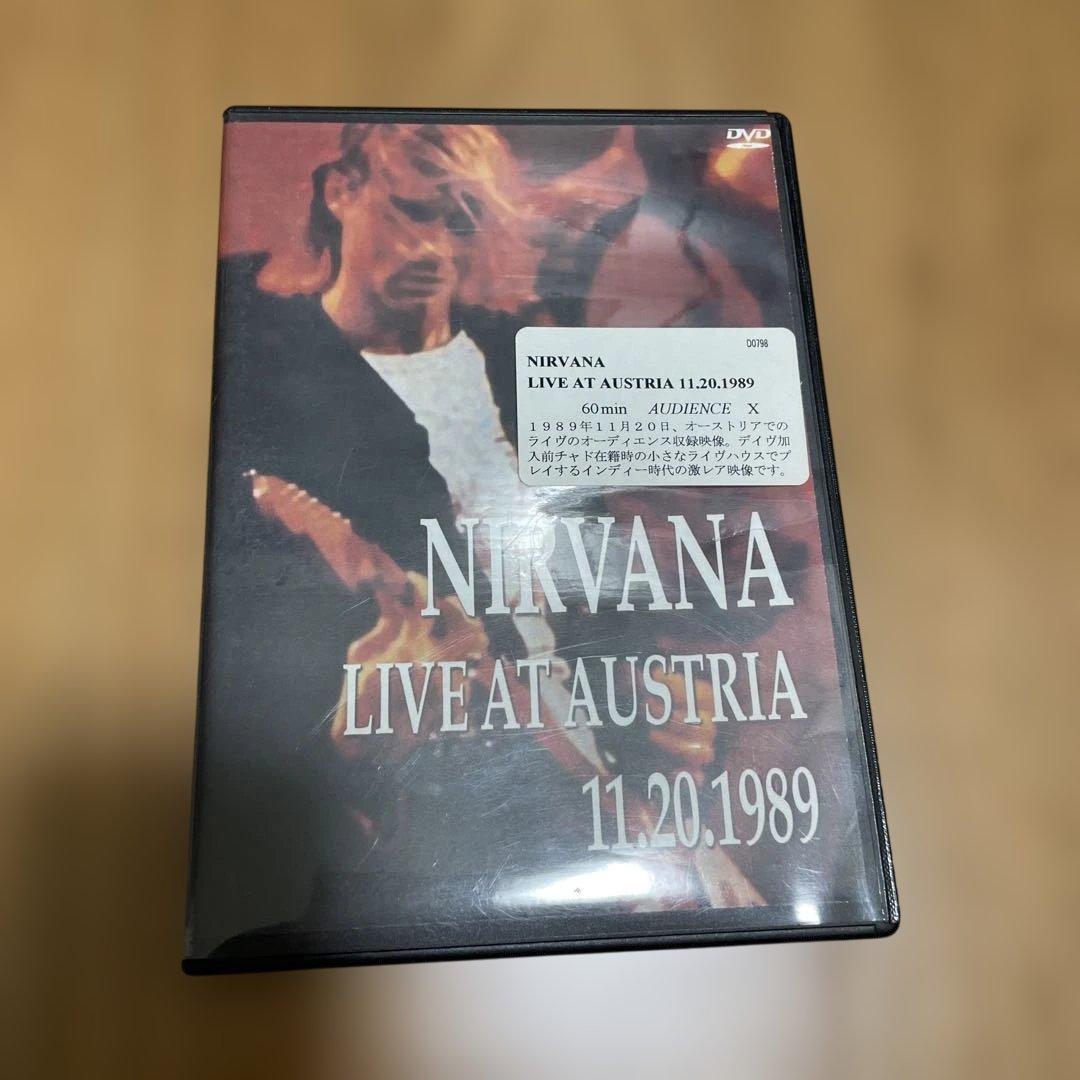 DVD
D0798
NIRVANA
LIVE AT AUSTRIA 11.20.1989
60min AUDIENCE X
1989年11月20日、オーストリアでの
ライヴのオーディエンス収録映像。デイヴ加
入前チャド在籍時の小さなライヴハウスでプ
レイするインディー時代の激レア映像です。
NIRVANA
LIVE AT AUSTRIA
11.20.1989